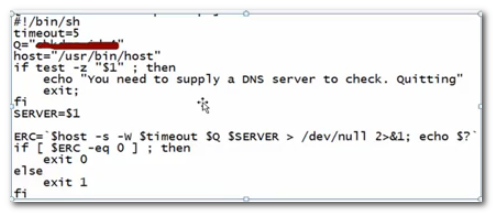 #!/bin/sh
timeout=5
Q="
host="/usr/bin/host"
if test -z "$1" ; then
echo "You need to supply a DNS server to check. Quitting"
exit;
fi
SERVER=$1
ERC=`$host -s -W $timeout $Q $SERVER > /dev/null 2>&1; echo $?`
if [ $ERC -eq 0 ] ; then
exit 0
else
exit 1
fi